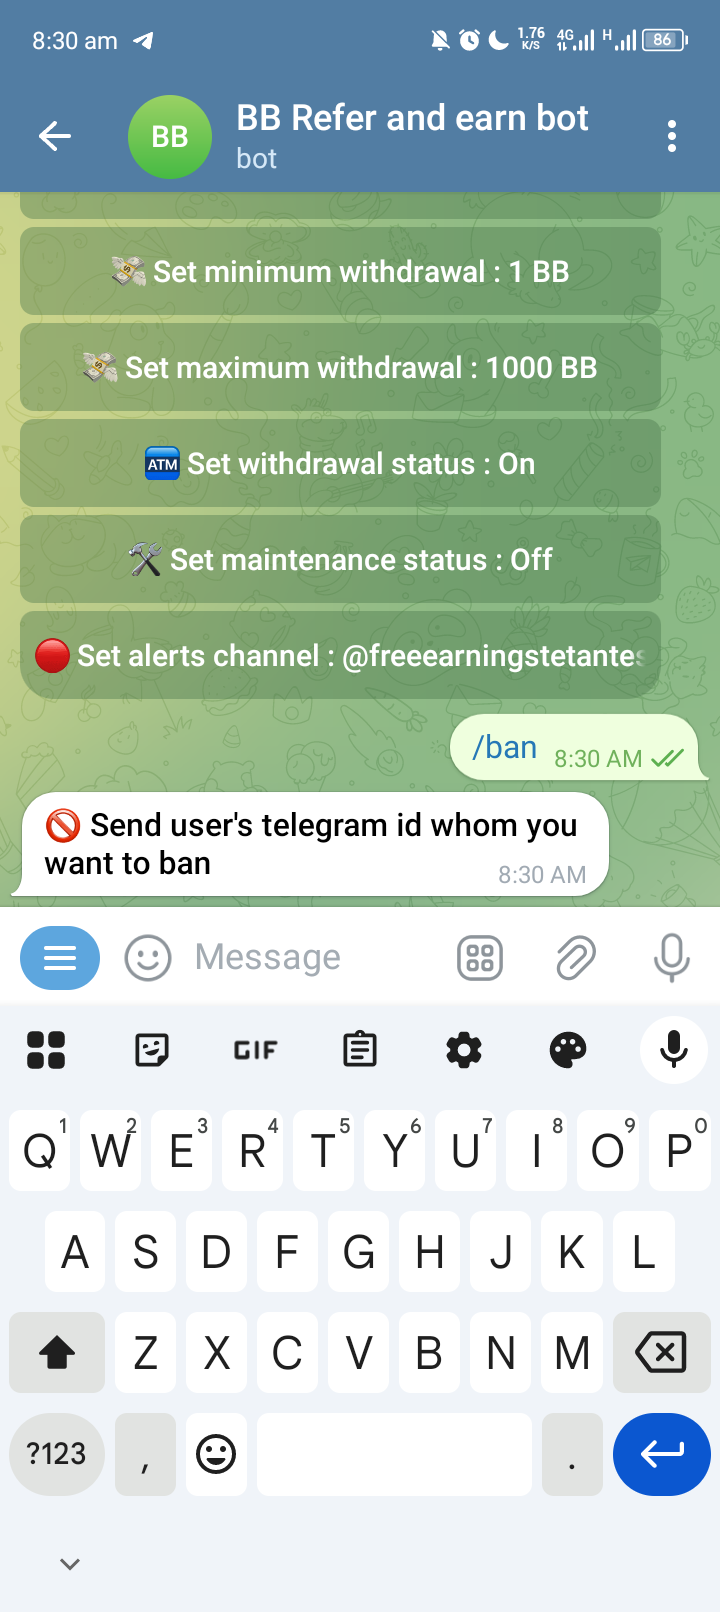 8:30 am
1.76 K/S 4G H 86
BB
BB Refer and earn bot
bot
💸 Set minimum withdrawal : 1 BB
💸 Set maximum withdrawal : 1000 BB
🏧 Set withdrawal status : On
🛠 Set maintenance status : Off
🔴 Set alerts channel : @freeearningstetantes
/ban 8:30 AM
🚫 Send user's telegram id whom you
want to ban
8:30 AM
Message
GIF
Q1 W2 E3 R4 T5 Y6 U7 I8 O9 P0
A S D F G H J K L
Z X C V B N M
?123 , .